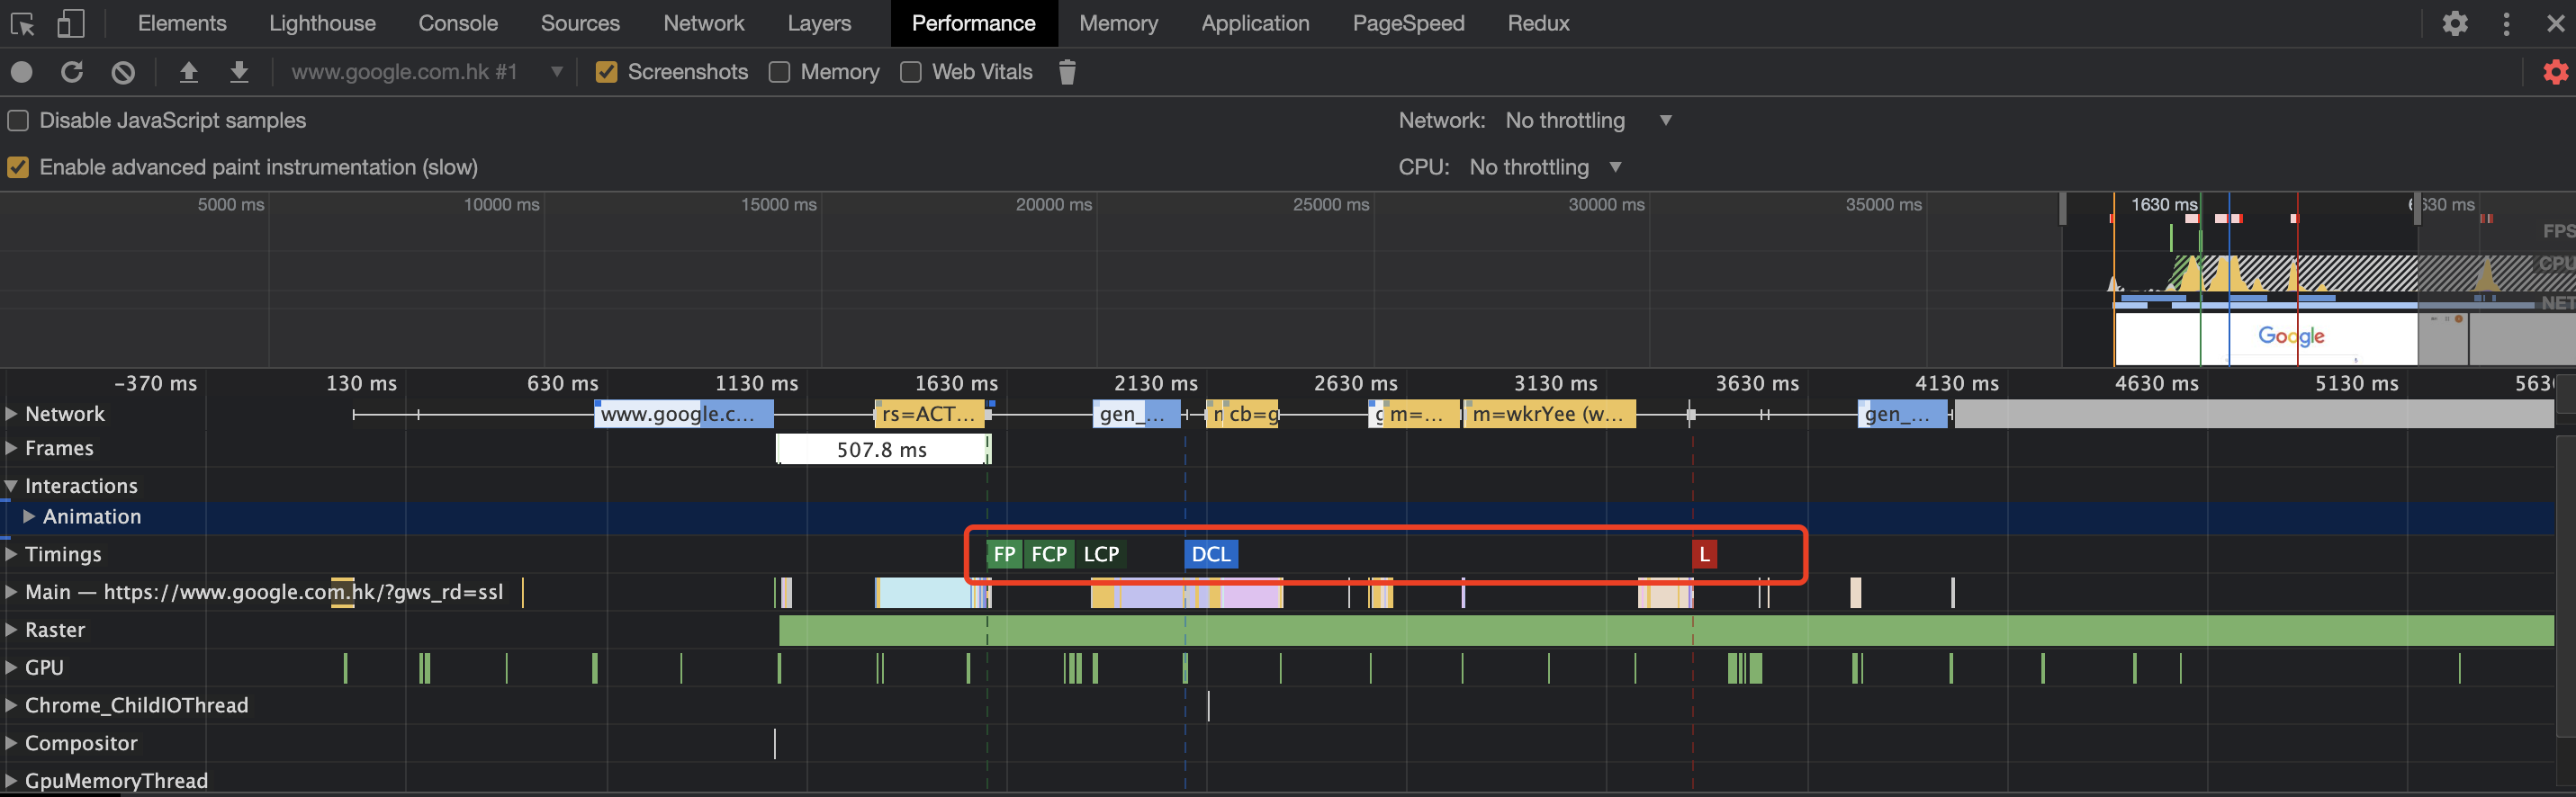 Elements Lighthouse Console Sources Network Layers Performance Memory Application PageSpeed Redux
www.google.com.hk #1 Screenshots Memory Web Vitals
Disable JavaScript samples Network: No throttling
Enable advanced paint instrumentation (slow) CPU: No throttling
5000 ms 10000 ms 15000 ms 20000 ms 25000 ms 30000 ms 35000 ms 1630 ms 6630 ms
FPS
CPU
NET
Google
-370 ms 130 ms 630 ms 1130 ms 1630 ms 2130 ms 2630 ms 3130 ms 3630 ms 4130 ms 4630 ms 5130 ms 563
Network www.google.c... rs=ACT... gen_... cb=g m=... m=wkrYee (w... gen_...
Frames 507.8 ms
Interactions
Animation
Timings FP FCP LCP DCL L
Main — https://www.google.com.hk/?gws_rd=ssl
Raster
GPU
Chrome_ChildIOThread
Compositor
GpuMemoryThread